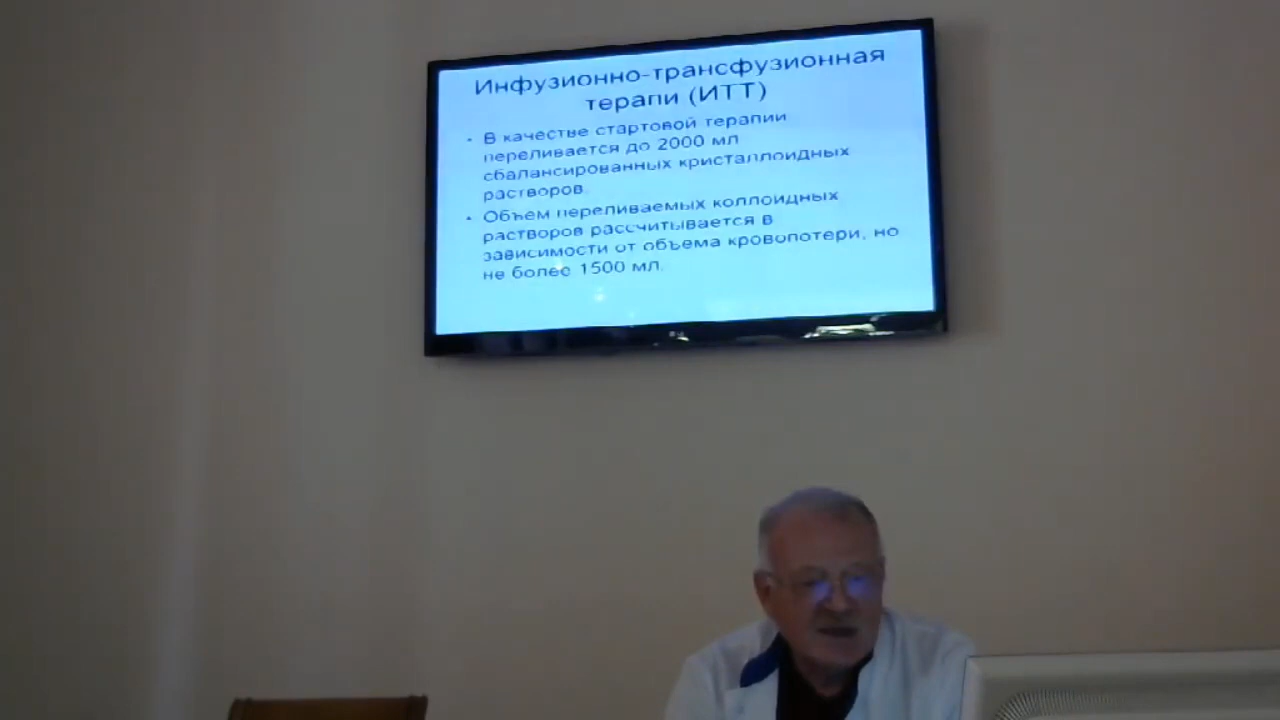 Инфузионно-трансфузионная
терапи (ИТТ)
• В качестве стартовой терапии
переливается до 2000 мл
сбалансированных кристаллоидных
растворов.
• Объем переливаемых коллоидных
растворов рассчитывается в
зависимости от объема кровопотери, но
не более 1500 мл.